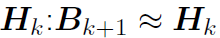 H_k : B_{k+1} ≈ H_k